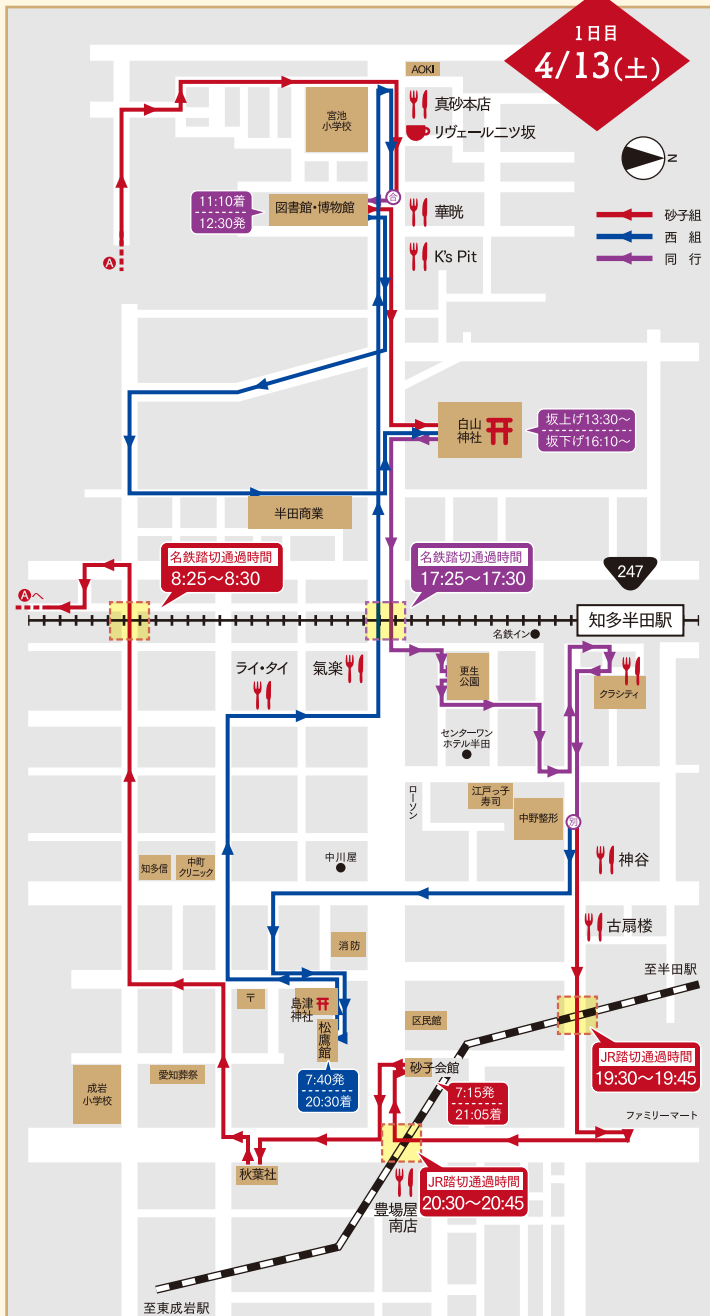 1日目
4/13(土)
AOKI
宮池
小学校
真砂本店
リヴェール二ツ坂
N
合
11:10着
12:30発
図書館・博物館
華晄
砂子組
西 組
同 行
K's Pit
A
白山
神社
坂上げ13:30〜
坂下げ16:10〜
半田商業
名鉄踏切通過時間
8:25〜8:30
名鉄踏切通過時間
17:25〜17:30
247
Aへ
知多半田駅
名鉄イン
ライ・タイ
氣楽
更生
公園
クラシティ
センターワン
ホテル半田
ローソン
江戸っ子
寿司
中野整形
別
中川屋
知多信
中町
クリニック
神谷
古扇楼
消防
至半田駅
〒
島津
神社
松鷹館
区民館
JR踏切通過時間
19:30〜19:45
成岩
小学校
愛知葬祭
7:40発
20:30着
砂子会館
7:15発
21:05着
ファミリーマート
秋葉社
JR踏切通過時間
20:30〜20:45
豊場屋
南店
至東成岩駅